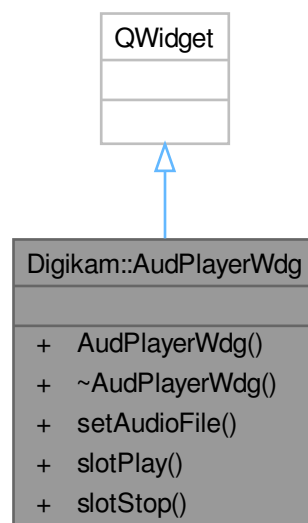 QWidget
Digikam::AudPlayerWdg
+ AudPlayerWdg()
+ ~AudPlayerWdg()
+ setAudioFile()
+ slotPlay()
+ slotStop()